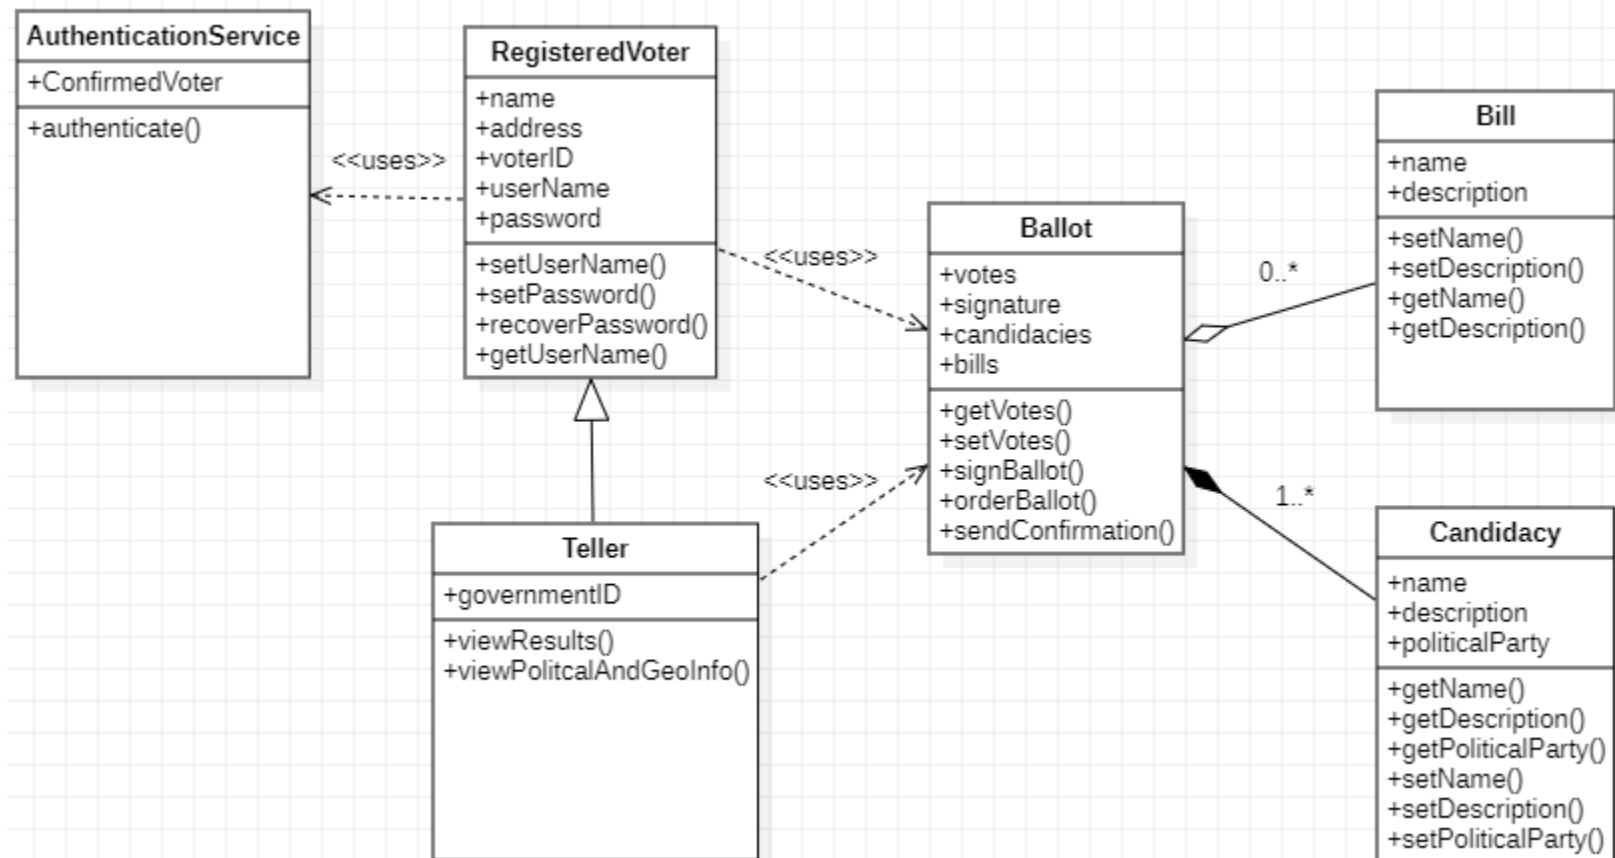 AuthenticationService
+ConfirmedVoter
+authenticate()
<<uses>>
RegisteredVoter
+name
+address
+voterID
+userName
+password
+setUserName()
+setPassword()
+recoverPassword()
+getUserName()
<<uses>>
Teller
+governmentID
+viewResults()
+viewPolitcalAndGeoInfo()
<<uses>>
Ballot
+votes
+signature
+candidacies
+bills
+getVotes()
+setVotes()
+signBallot()
+orderBallot()
+sendConfirmation()
0..*
Bill
+name
+description
+setName()
+setDescription()
+getName()
+getDescription()
1..*
Candidacy
+name
+description
+politicalParty
+getName()
+getDescription()
+getPoliticalParty()
+setName()
+setDescription()
+setPoliticalParty()